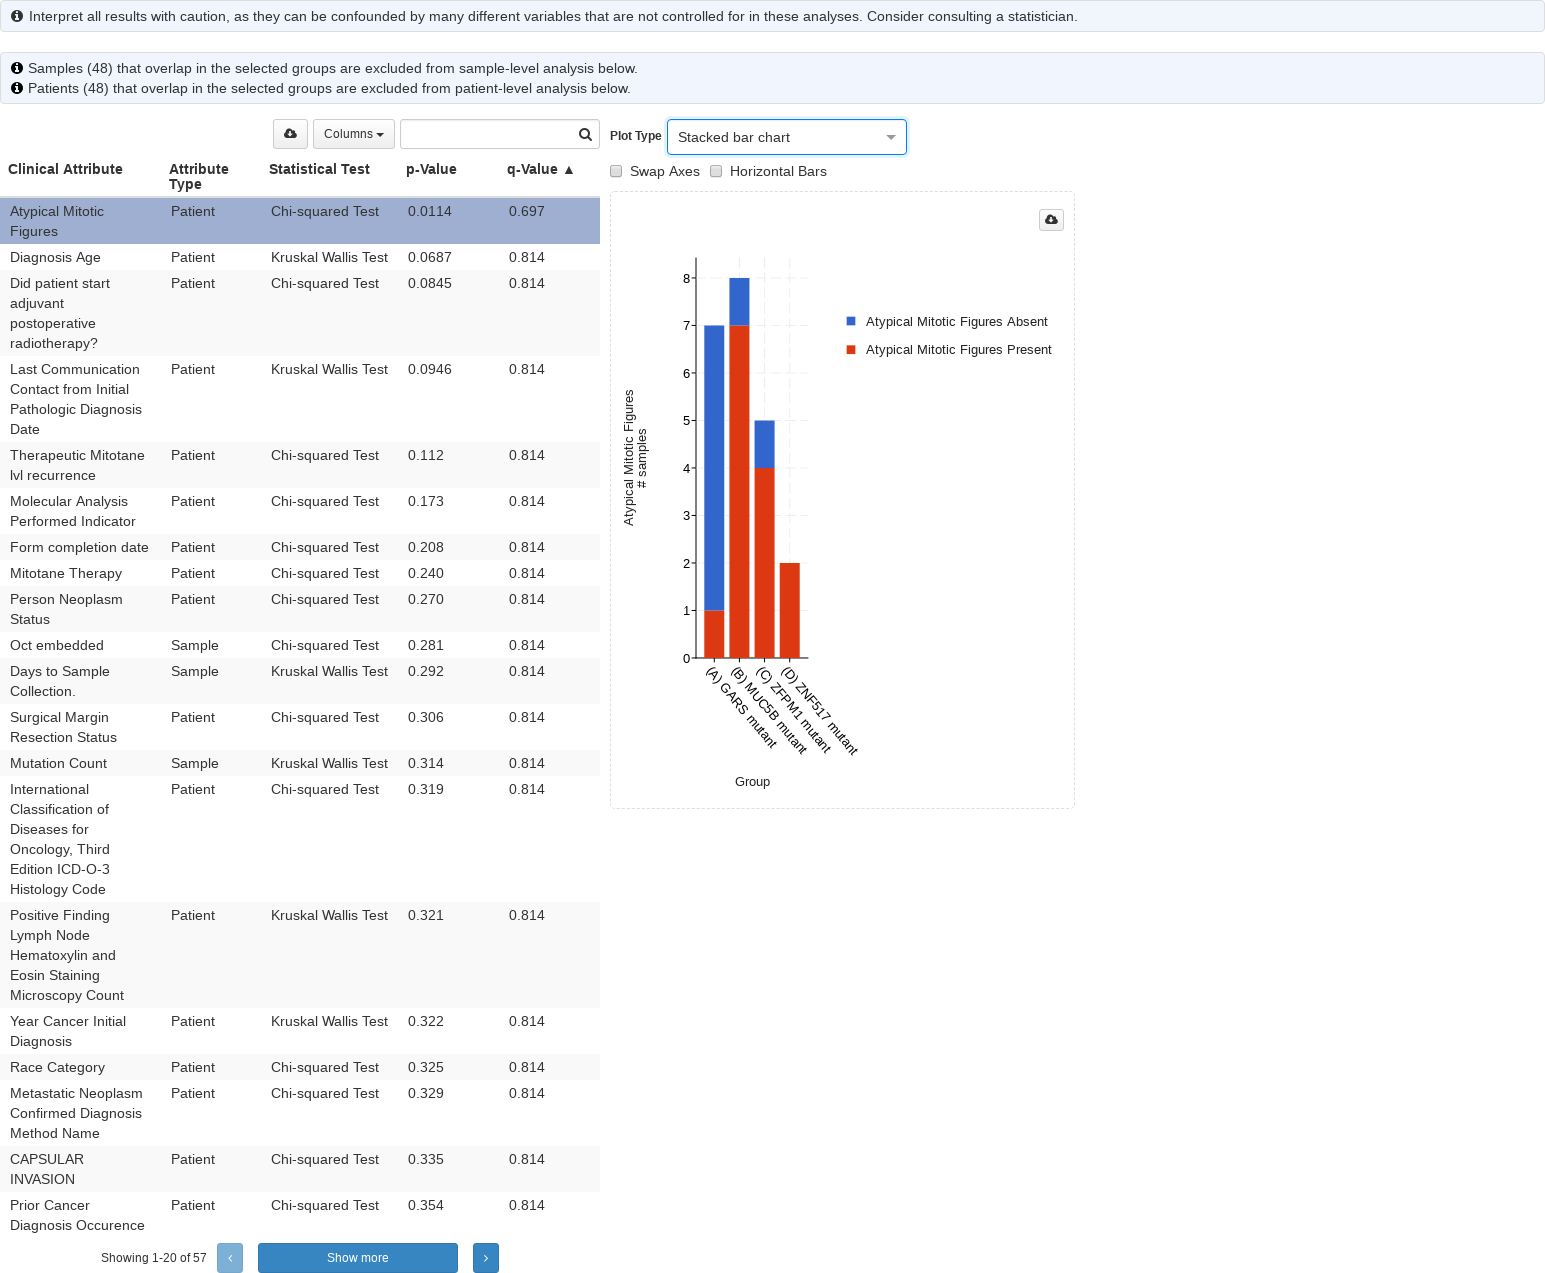 Interpret all results with caution, as they can be confounded by many different variables that are not controlled for in these analyses. Consider consulting a statistician.
Samples (48) that overlap in the selected groups are excluded from sample-level analysis below.
Patients (48) that overlap in the selected groups are excluded from patient-level analysis below.
Columns
Clinical Attribute Attribute Type Statistical Test p-Value q-Value ▲
Atypical Mitotic Figures Patient Chi-squared Test 0.0114 0.697
Diagnosis Age Patient Kruskal Wallis Test 0.0687 0.814
Did patient start adjuvant postoperative radiotherapy? Patient Chi-squared Test 0.0845 0.814
Last Communication Contact from Initial Pathologic Diagnosis Date Patient Kruskal Wallis Test 0.0946 0.814
Therapeutic Mitotane lvl recurrence Patient Chi-squared Test 0.112 0.814
Molecular Analysis Performed Indicator Patient Chi-squared Test 0.173 0.814
Form completion date Patient Chi-squared Test 0.208 0.814
Mitotane Therapy Patient Chi-squared Test 0.240 0.814
Person Neoplasm Status Patient Chi-squared Test 0.270 0.814
Oct embedded Sample Chi-squared Test 0.281 0.814
Days to Sample Collection. Sample Kruskal Wallis Test 0.292 0.814
Surgical Margin Resection Status Patient Chi-squared Test 0.306 0.814
Mutation Count Sample Kruskal Wallis Test 0.314 0.814
International Classification of Diseases for Oncology, Third Edition ICD-O-3 Histology Code Patient Chi-squared Test 0.319 0.814
Positive Finding Lymph Node Hematoxylin and Eosin Staining Microscopy Count Patient Kruskal Wallis Test 0.321 0.814
Year Cancer Initial Diagnosis Patient Kruskal Wallis Test 0.322 0.814
Race Category Patient Chi-squared Test 0.325 0.814
Metastatic Neoplasm Confirmed Diagnosis Method Name Patient Chi-squared Test 0.329 0.814
CAPSULAR INVASION Patient Chi-squared Test 0.335 0.814
Prior Cancer Diagnosis Occurence Patient Chi-squared Test 0.354 0.814
Showing 1-20 of 57
‹
Show more
›
Plot Type
Stacked bar chart
Swap Axes
Horizontal Bars
8
7
6
5
4
3
2
1
0
Atypical Mitotic Figures
# samples
(A) GARS mutant
(B) MUC5B mutant
(C) ZFPM1 mutant
(D) ZNF517 mutant
Group
Atypical Mitotic Figures Absent
Atypical Mitotic Figures Present